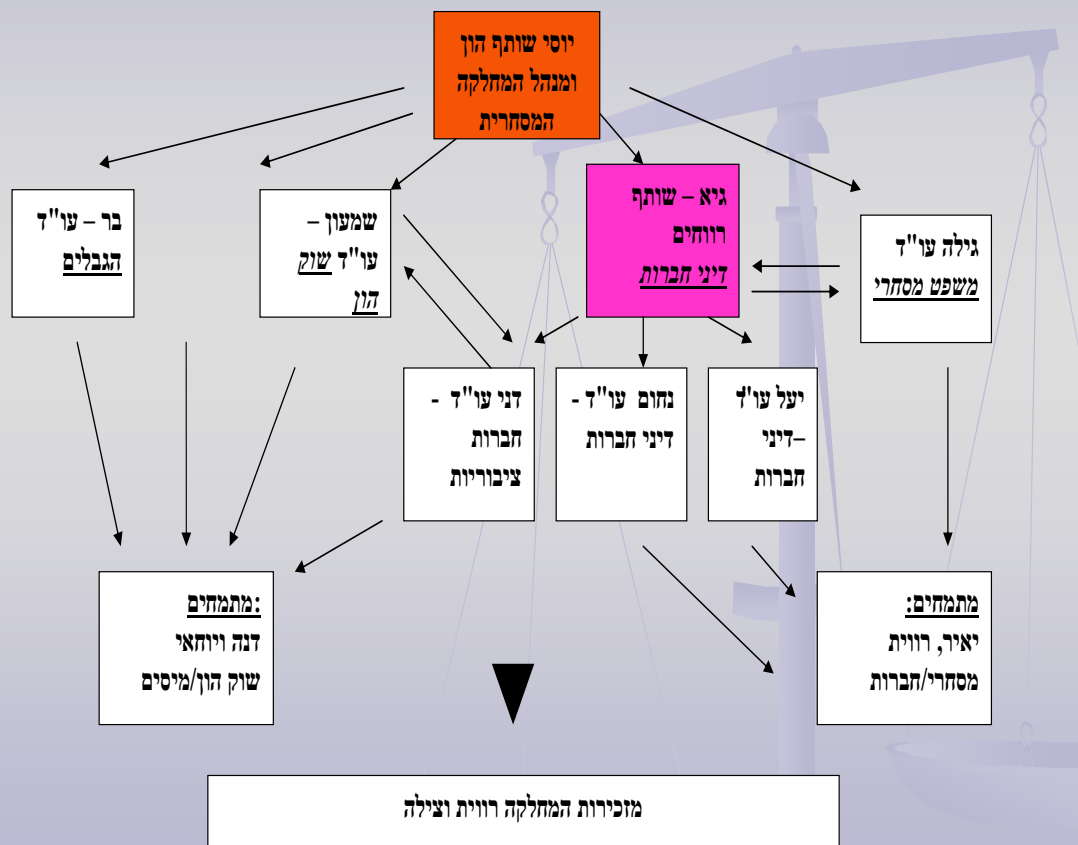 יוסי שותף הון
ומנהל המחלקה
המסחרית
גיא – שותף
רווחים
דיני חברות
גילה עו"ד
משפט מסחרי
שמעון –
עו"ד שוק
הון
בר – עו"ד
הגבלים
יעל עו"ד
–דיני
חברות
נחום עו"ד -
דיני חברות
דני עו"ד -
חברות
ציבוריות
מתמחים:
יאיר, רווית
מסחרי/חברות
:מתמחים
דנה ויוחאי
שוק הון/מיסים
מזכירות המחלקה רווית וצילה